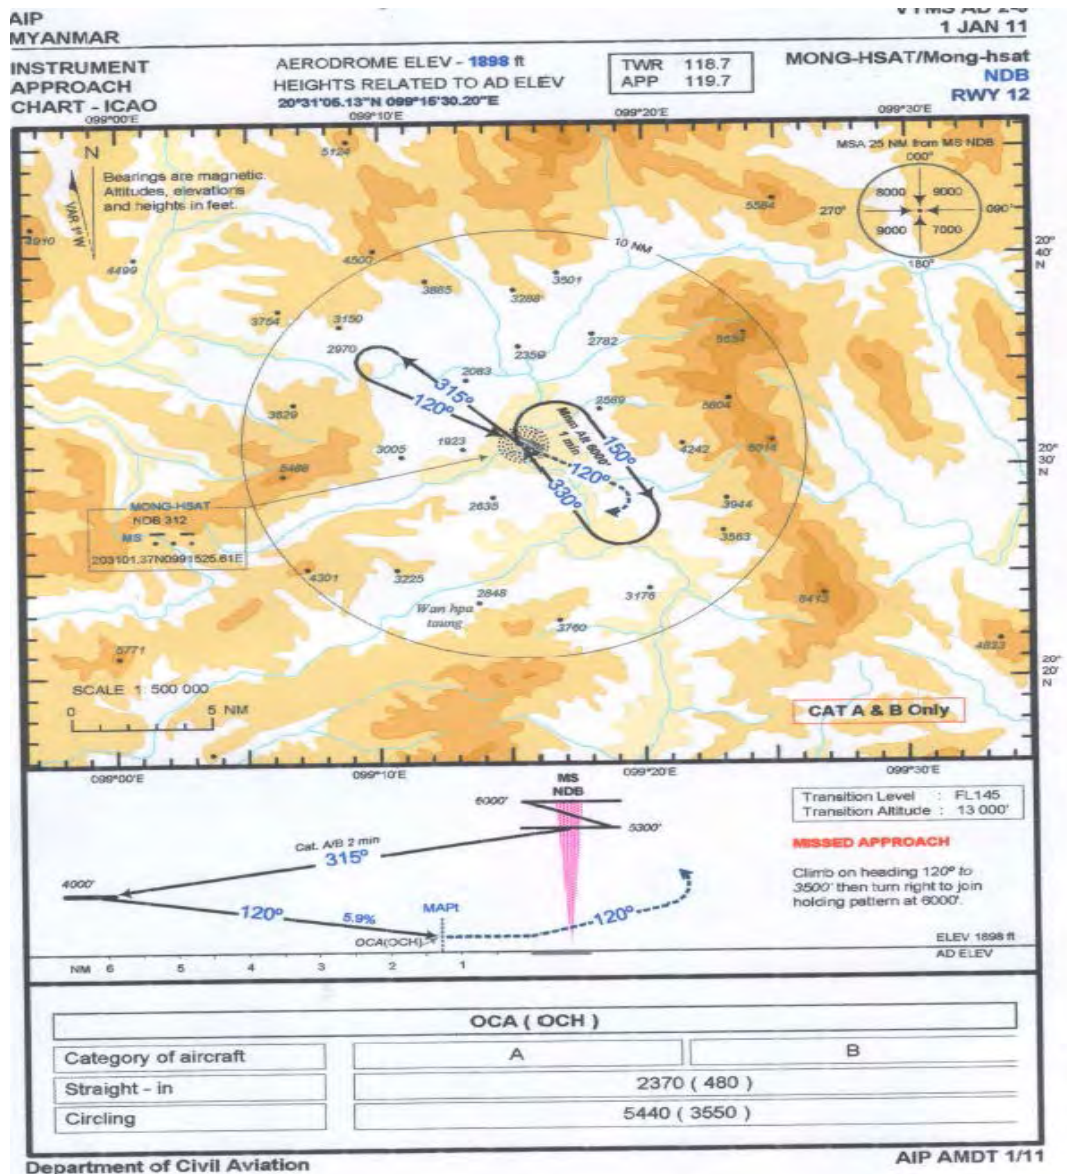 AIP
MYANMAR
1 JAN 11
INSTRUMENT
APPROACH
CHART - ICAO
AERODROME ELEV - 1898 ft
HEIGHTS RELATED TO AD ELEV
20°31'05.13"N 099°15'30.20"E
TWR 118.7
APP 119.7
MONG-HSAT/Mong-hsat
NDB
RWY 12
099°00'E
099°10'E
099°20'E
099°30'E
N
VAR 1°W
Bearings are magnetic.
Altitudes, elevations
and heights in feet.
MSA 25 NM from MS NDB
000°
8000
9000
270°
090°
9000
7000
180°
5124
5584
4910
4499
4500
10 NM
20°
40'
N
3885
3501
3288
3754
3150
2970
2359
2782
2083
315°
120°
3829
2569
5604
Mnm Alt 6000'
1 min
150°
3005
1923
4242
6014
20°
30'
N
5488
120°
330°
2635
3944
3563
MONG-HSAT
NDB 312
MS
203101.37N0991525.61E
4301
3225
2848
Wan hpa
taung
3176
3760
5771
4833
20°
20'
N
SCALE 1: 500 000
0
5 NM
CAT A & B Only
099°00'E
099°10'E
099°20'E
099°30'E
MS
NDB
6000'
5300'
Cat. A/B 2 min
315°
4000'
120°
5.9%
MAPt
OCA(OCH)
120°
Transition Level : FL145
Transition Altitude : 13 000'
MISSED APPROACH
Climb on heading 120° to
3500' then turn right to join
holding pattern at 6000'.
ELEV 1898 ft
AD ELEV
NM 6 5 4 3 2 1
OCA ( OCH )
Category of aircraft A B
Straight - in 2370 ( 480 )
Circling 5440 ( 3550 )
Department of Civil Aviation
AIP AMDT 1/11